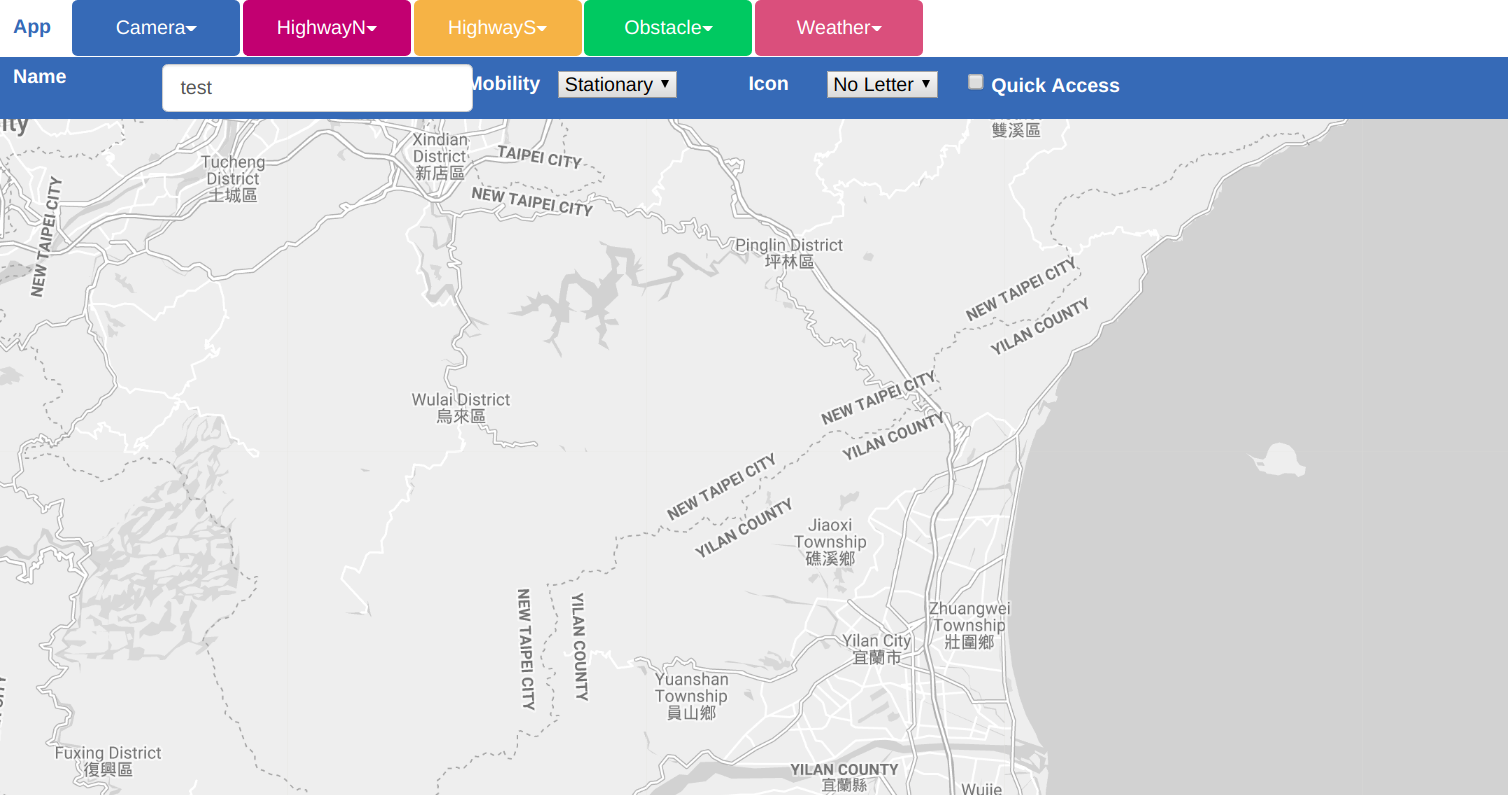 App
Camera
HighwayN
HighwayS
Obstacle
Weather
Name
test
Mobility
Stationary
Icon
No Letter
Quick Access
雙溪區
Xindian
District
新店區
TAIPEI CITY
NEW TAIPEI CITY
Tucheng
District
土城區
NEW TAIPEI CITY
Pinglin District
坪林區
NEW TAIPEI CITY
YILAN COUNTY
Wulai District
烏來區
NEW TAIPEI CITY
YILAN COUNTY
NEW TAIPEI CITY
YILAN COUNTY
Jiaoxi
Township
礁溪鄉
NEW TAIPEI CITY
YILAN COUNTY
Zhuangwei
Township
壯圍鄉
Yilan City
宜蘭市
Yuanshan
Township
員山鄉
Fuxing District
復興區
YILAN COUNTY
宜蘭縣
Wujie